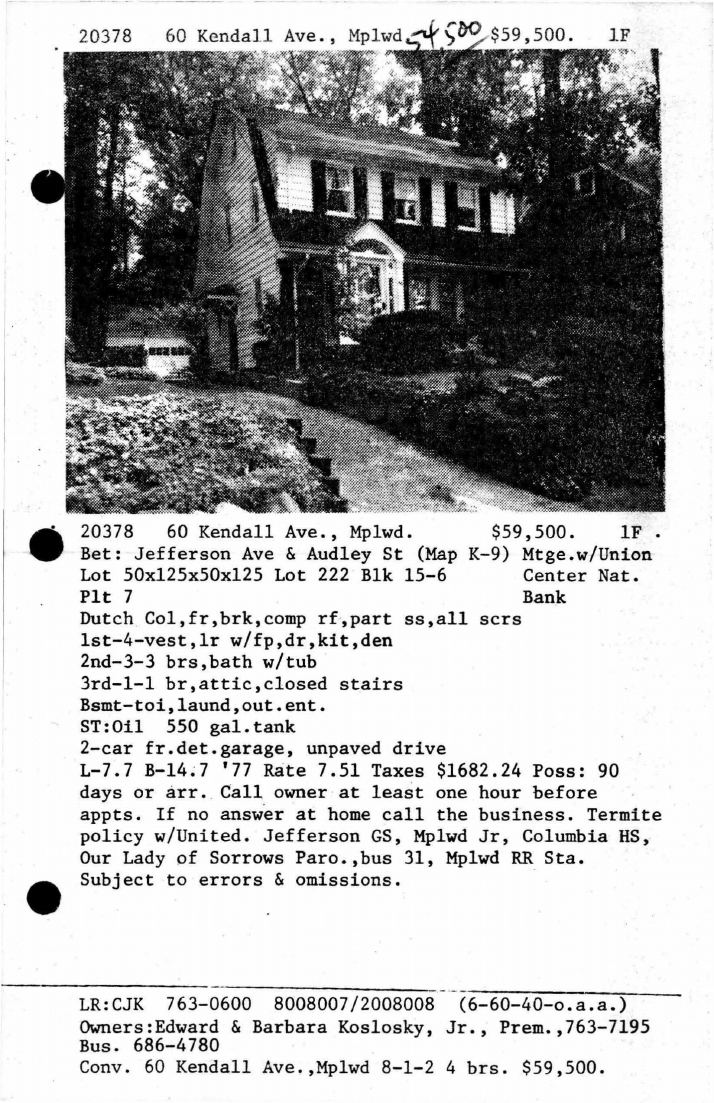 20378 60 Kendall Ave., Mplwd. 54,500 $59,500. 1F
20378 60 Kendall Ave., Mplwd. $59,500. 1F .
Bet: Jefferson Ave & Audley St (Map K-9) Mtge.w/Union
Lot 50x125x50x125 Lot 222 Blk 15-6 Center Nat.
Plt 7 Bank
Dutch Col,fr,brk,comp rf,part ss,all scrs
1st-4-vest,lr w/fp,dr,kit,den
2nd-3-3 brs,bath w/tub
3rd-1-1 br,attic,closed stairs
Bsmt-toi,laund,out.ent.
ST:Oil 550 gal.tank
2-car fr.det.garage, unpaved drive
L-7.7 B-14.7 '77 Rate 7.51 Taxes $1682.24 Poss: 90
days or arr. Call owner at least one hour before
appts. If no answer at home call the business. Termite
policy w/United. Jefferson GS, Mplwd Jr, Columbia HS,
Our Lady of Sorrows Paro.,bus 31, Mplwd RR Sta.
Subject to errors & omissions.
LR:CJK 763-0600 8008007/2008008 (6-60-40-o.a.a.)
Owners:Edward & Barbara Koslosky, Jr., Prem.,763-7195
Bus. 686-4780
Conv. 60 Kendall Ave.,Mplwd 8-1-2 4 brs. $59,500.